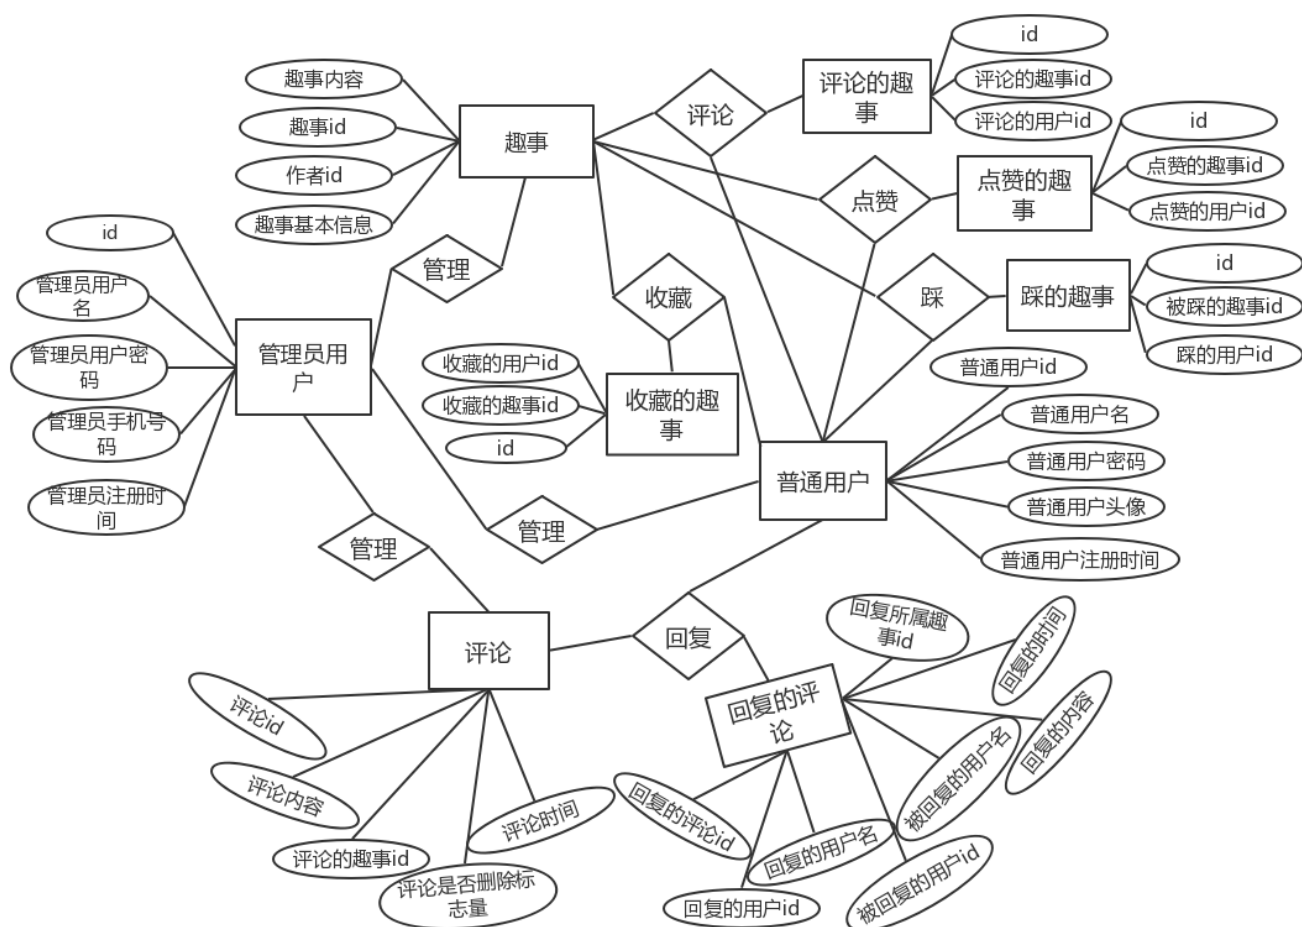 id
趣事内容
评论的趣
事
评论的趣事id
评论
趣事id
趣事
评论的用户id
id
作者id
点赞的趣
事
点赞的趣事id
点赞
趣事基本信息
点赞的用户id
id
管理
id
管理员用户
名
收藏
踩
踩的趣事
被踩的趣事id
管理员用户密
码
管理员用
户
收藏的用户id
踩的用户id
普通用户id
收藏的趣事id
收藏的趣
事
普通用户名
管理员手机号
码
id
普通用户密码
普通用户
管理员注册时
间
普通用户头像
管理
管理
普通用户注册时间
回复所属趣
事id
回复的时间
评论
回复
回复的评
论
回复的内容
评论id
被回复的用户名
评论内容
评论时间
回复的评论id
评论的趣事id
回复的用户名
评论是否删除标
志量
回复的用户id
被回复的用户id